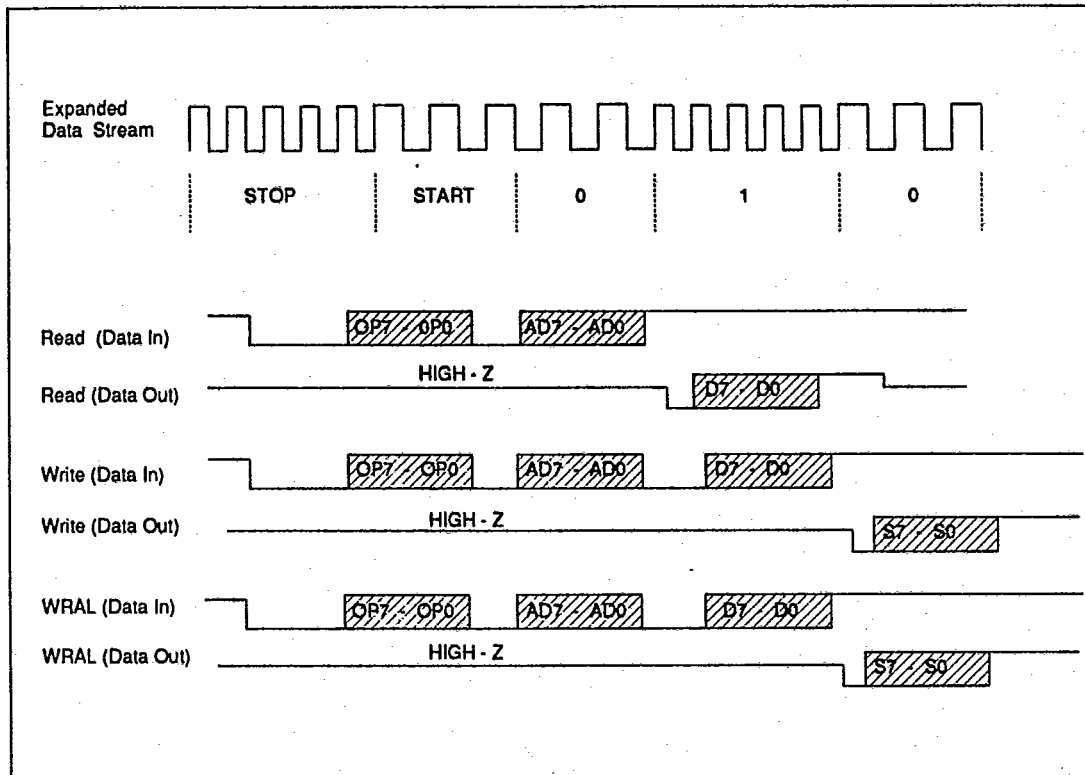 Expanded
Data Stream
STOP START 0 1 0
Read (Data In) OP7 - 0P0 AD7 - AD0
HIGH - Z
Read (Data Out) D7 - D0
Write (Data In) OP7 - OP0 AD7 - AD0 D7 - D0
Write (Data Out) HIGH - Z S7 - S0
WRAL (Data In) OP7 - OP0 AD7 - AD0 D7 - D0
WRAL (Data Out) HIGH - Z S7 - S0